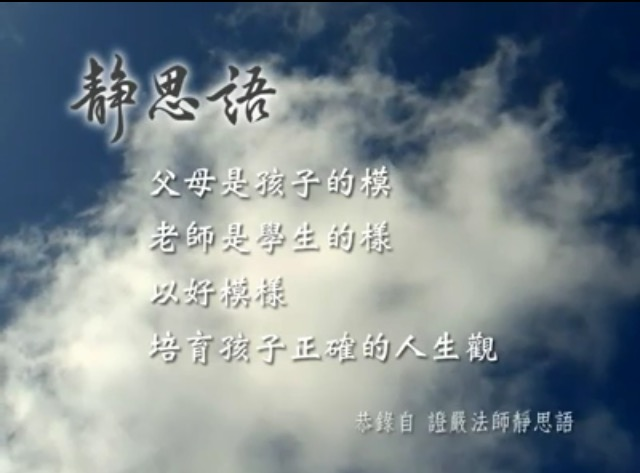 靜思語
父母是孩子的模
老師是學生的樣
以好模樣
培育孩子正確的人生觀
恭錄自 證嚴法師靜思語